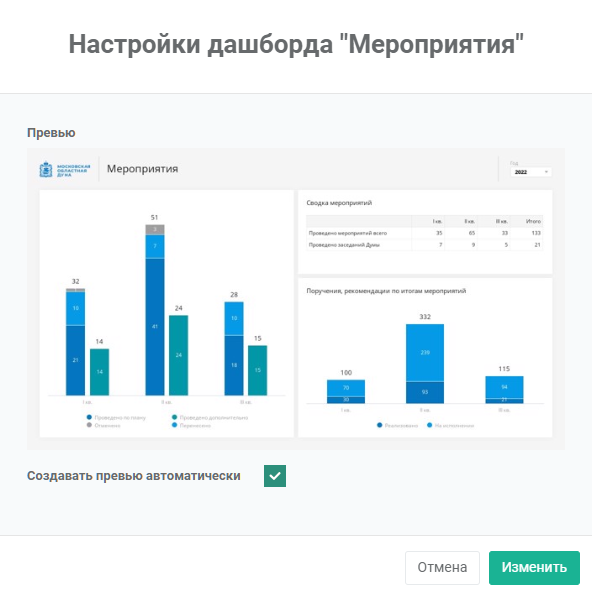 Настройки дашборда "Мероприятия"
Превью
МОСКОВСКАЯ
ОБЛАСТНАЯ
ДУМА
Мероприятия
Год
2022
51
7
41
32
21
14
14
24
24
28
18
15
15
I кв.
II кв.
III кв.
Проведено по плану
Проведено дополнительно
Отменено
Перенесено
Сводка мероприятий
I кв. II кв. III кв. Итого
Проведено мероприятий всего 35 65 33 133
Проведено заседаний Думы 7 9 5 21
Поручения, рекомендации по итогам мероприятий
332
239
93
100
70
30
115
94
21
I кв.
II кв.
III кв.
Реализовано
На исполнении
Создавать превью автоматически
Отмена
Изменить